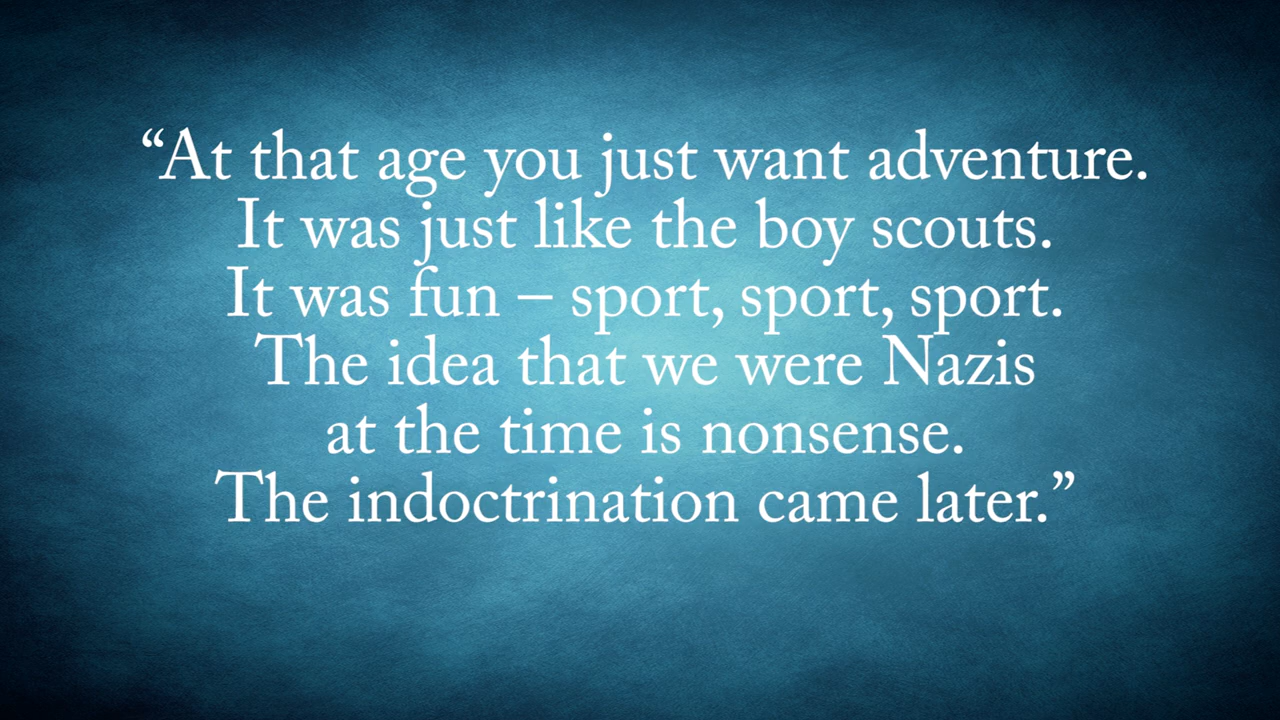 “At that age you just want adventure.
It was just like the boy scouts.
It was fun – sport, sport, sport.
The idea that we were Nazis
at the time is nonsense.
The indoctrination came later.”